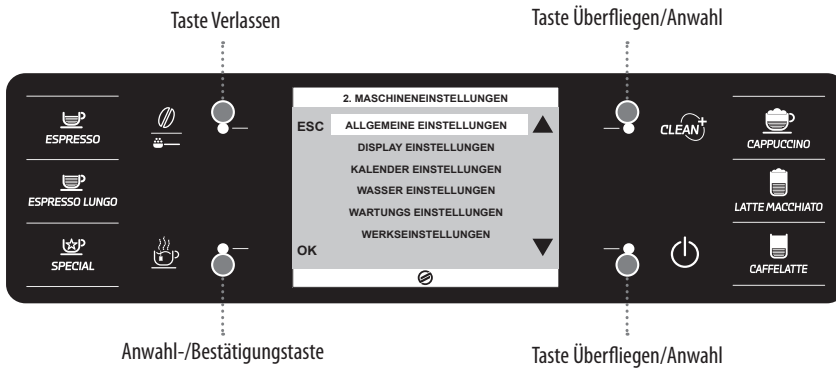 Taste Verlassen
Taste Überfliegen/Anwahl
2. MASCHINENEINSTELLUNGEN
ESC
ALLGEMEINE EINSTELLUNGEN
DISPLAY EINSTELLUNGEN
KALENDER EINSTELLUNGEN
WASSER EINSTELLUNGEN
WARTUNGS EINSTELLUNGEN
WERKSEINSTELLUNGEN
OK
ESPRESSO
ESPRESSO LUNGO
SPECIAL
CLEAN+
CAPPUCCINO
LATTE MACCHIATO
CAFFELATTE
Anwahl-/Bestätigungstaste
Taste Überfliegen/Anwahl